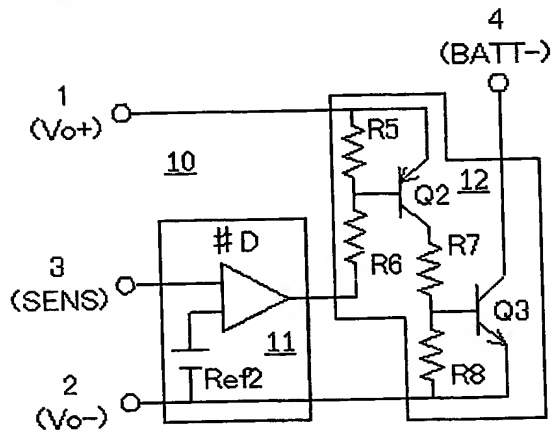 4
(BATT-)
1
(Vo+)
R5
10
Q2
12
#D
R6
R7
3
(SENS)
Q3
11
Ref2
R8
2
(Vo-)